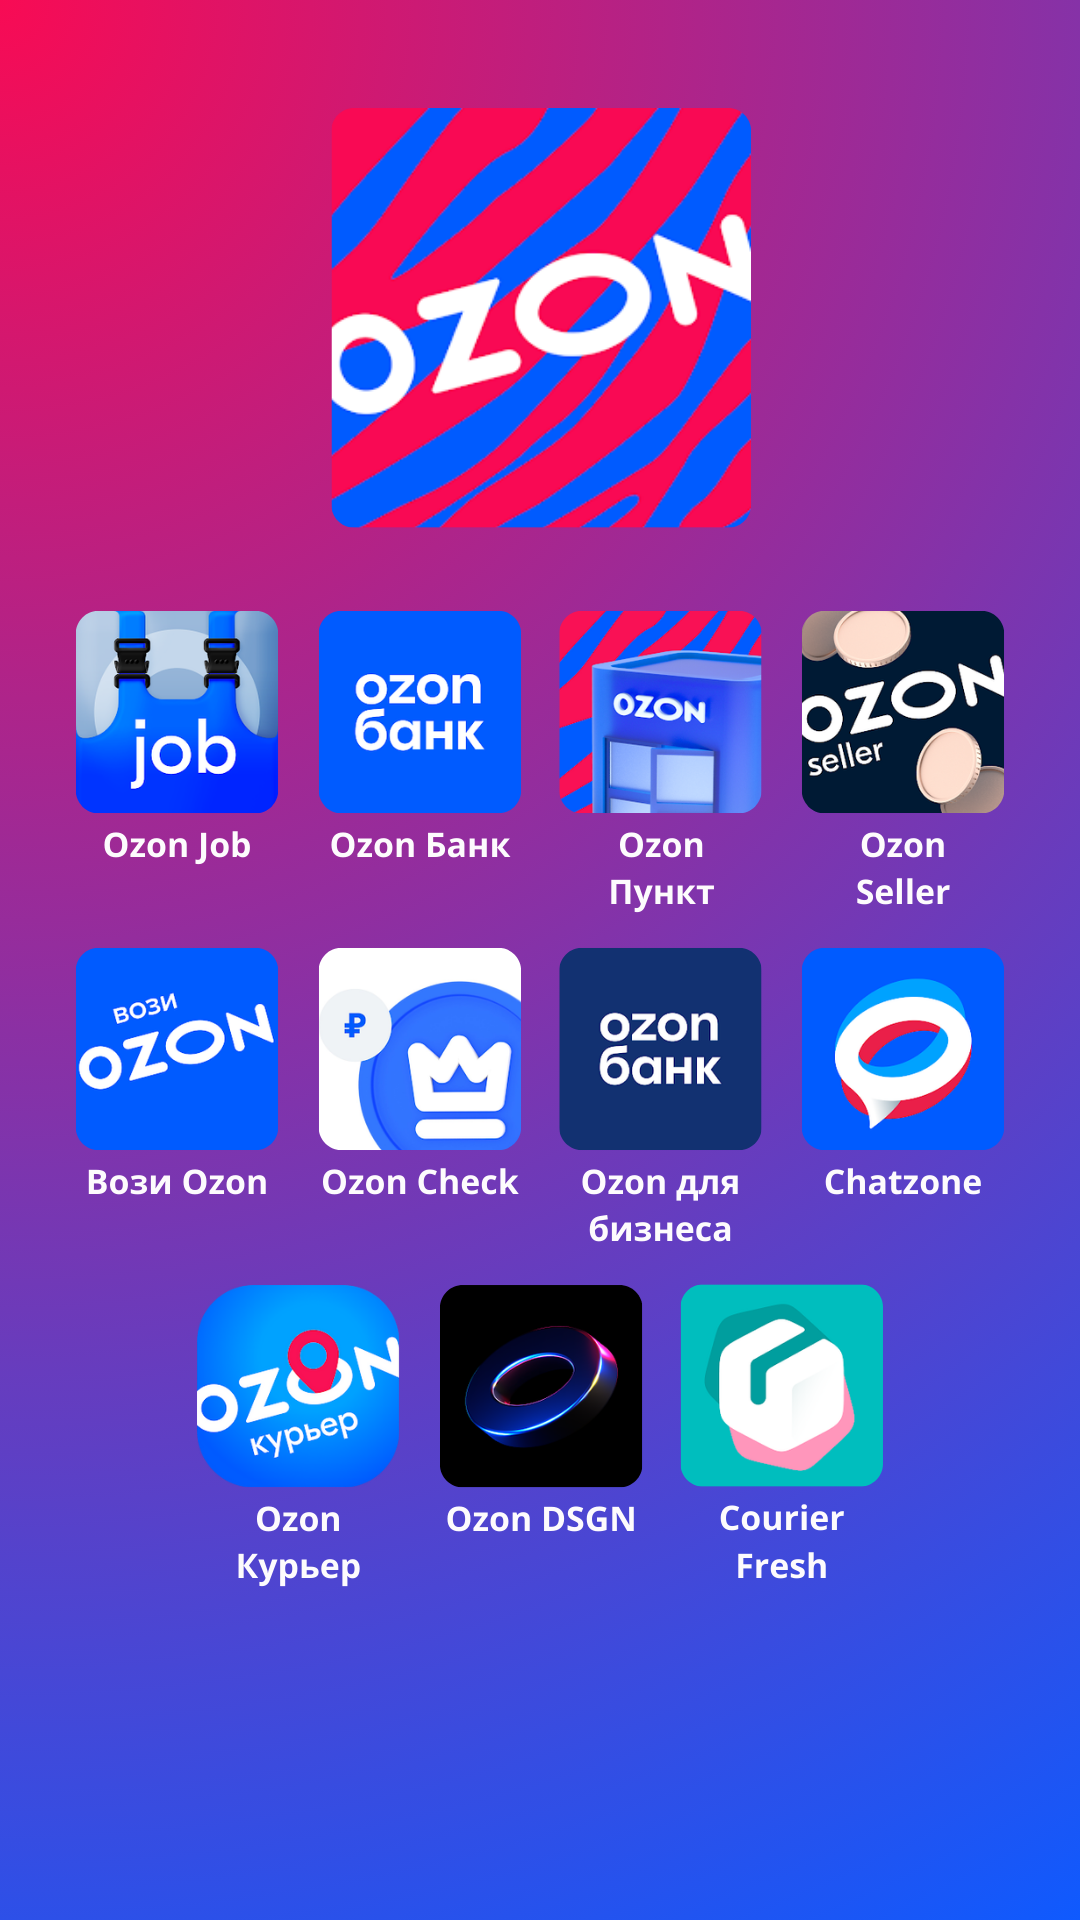 OZON
job
ozon
банк
OZON
OZON
seller
Ozon Job
Ozon Банк
Ozon
Пункт
Ozon
Seller
вози
OZON
₽
ozon
банк
Вози Ozon
Ozon Check
Ozon для
бизнеса
Chatzone
OZON
курьер
Ozon
Курьер
Ozon DSGN
Courier
Fresh